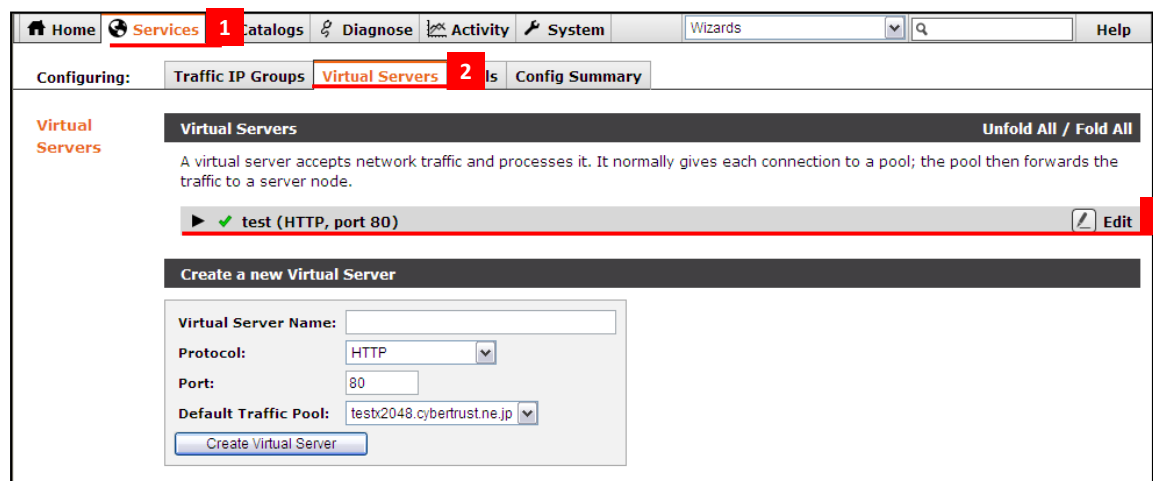 Home Services 1 Catalogs Diagnose Activity System Wizards Help
Configuring: Traffic IP Groups Virtual Servers 2 ls Config Summary
Virtual Servers
Virtual Servers Unfold All / Fold All
A virtual server accepts network traffic and processes it. It normally gives each connection to a pool; the pool then forwards the
traffic to a server node.
test (HTTP, port 80) Edit
Create a new Virtual Server
Virtual Server Name:
Protocol: HTTP
Port: 80
Default Traffic Pool: testx2048.cybertrust.ne.jp
Create Virtual Server